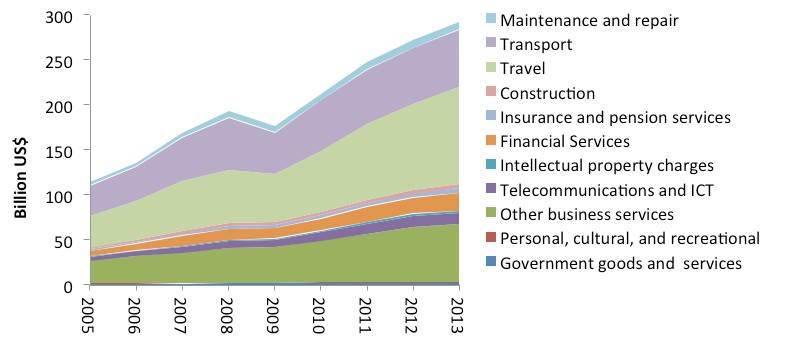 300
250
200
150
100
50
0
Billion US$
2005
2006
2007
2008
2009
2010
2011
2012
2013
Maintenance and repair
Transport
Travel
Construction
Insurance and pension services
Financial Services
Intellectual property charges
Telecommunications and ICT
Other business services
Personal, cultural, and recreational
Government goods and  services